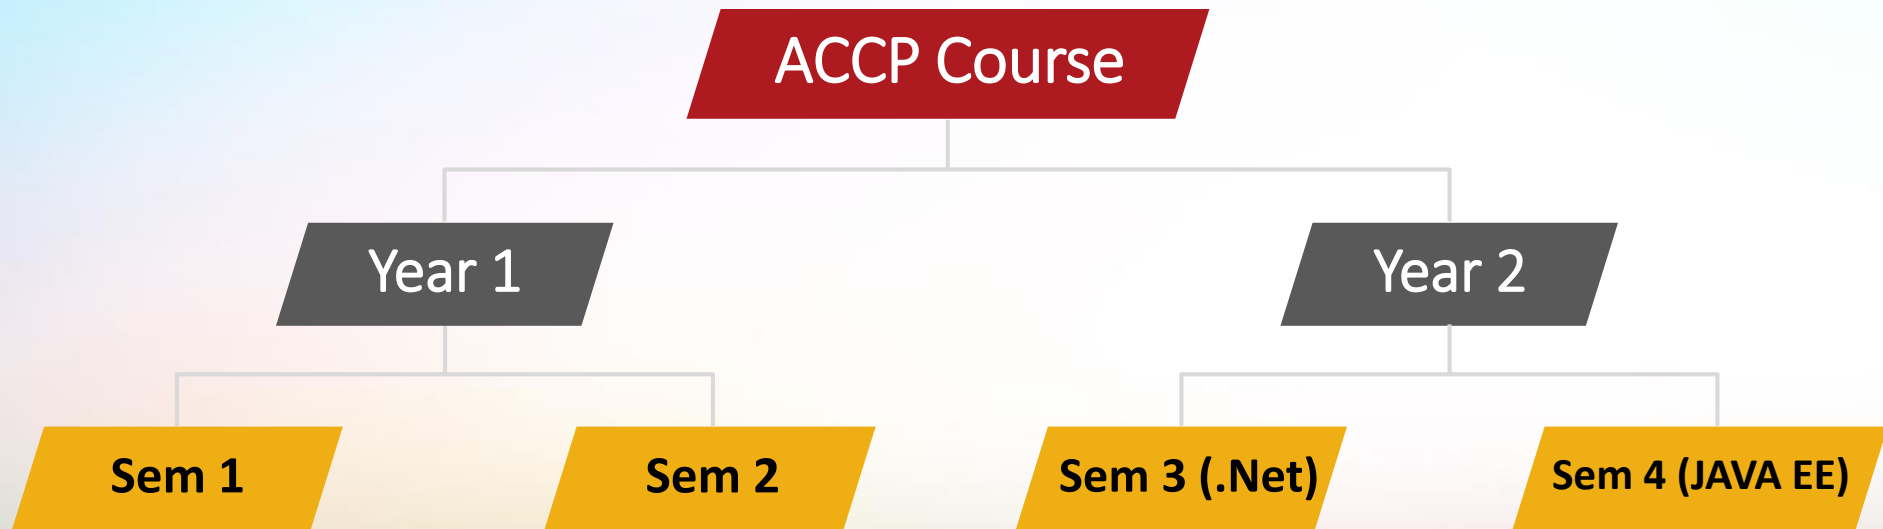 ACCP Course
Year 1
Year 2
Sem 1
Sem 2
Sem 3 (.Net)
Sem 4 (JAVA EE)